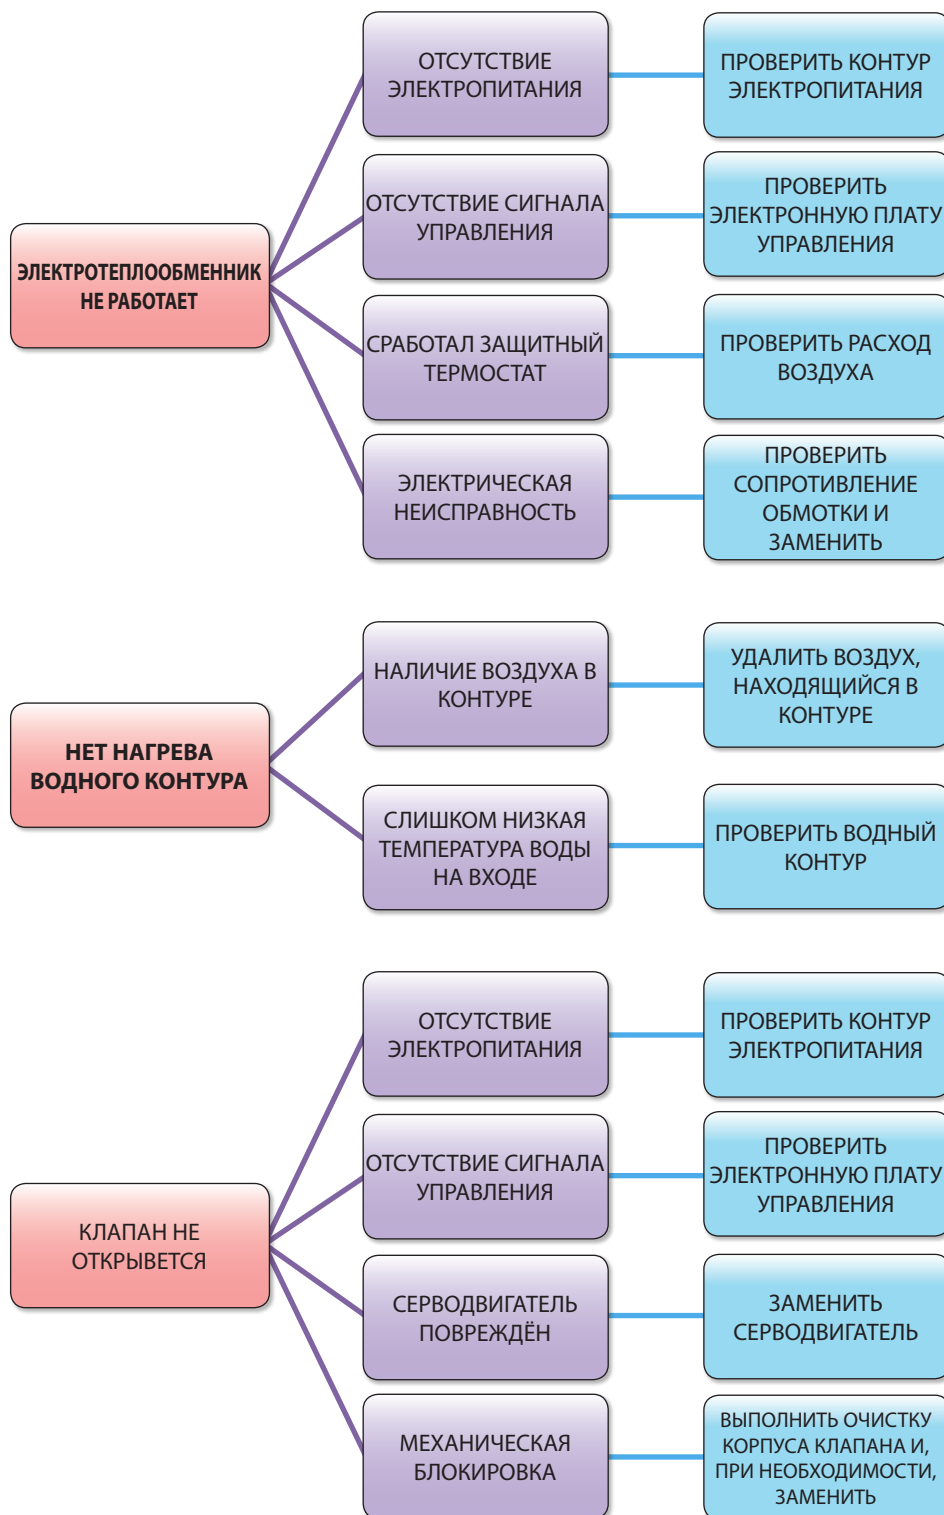 ОТСУТСТВИЕ
ЭЛЕКТРОПИТАНИЯ
ПРОВЕРИТЬ КОНТУР
ЭЛЕКТРОПИТАНИЯ
ЭЛЕКТРОТЕПЛООБМЕННИК
НЕ РАБОТАЕТ
ОТСУТСТВИЕ СИГНАЛА
УПРАВЛЕНИЯ
ПРОВЕРИТЬ
ЭЛЕКТРОННУЮ ПЛАТУ
УПРАВЛЕНИЯ
СРАБОТАЛ ЗАЩИТНЫЙ
ТЕРМОСТАТ
ПРОВЕРИТЬ РАСХОД
ВОЗДУХА
ЭЛЕКТРИЧЕСКАЯ
НЕИСПРАВНОСТЬ
ПРОВЕРИТЬ
СОПРОТИВЛЕНИЕ
ОБМОТКИ И
ЗАМЕНИТЬ
НЕТ НАГРЕВА
ВОДНОГО КОНТУРА
НАЛИЧИЕ ВОЗДУХА В
КОНТУРЕ
УДАЛИТЬ ВОЗДУХ,
НАХОДЯЩИЙСЯ В
КОНТУРЕ
СЛИШКОМ НИЗКАЯ
ТЕМПЕРАТУРА ВОДЫ
НА ВХОДЕ
ПРОВЕРИТЬ ВОДНЫЙ
КОНТУР
КЛАПАН НЕ
ОТКРЫВЕТСЯ
ОТСУТСТВИЕ
ЭЛЕКТРОПИТАНИЯ
ПРОВЕРИТЬ КОНТУР
ЭЛЕКТРОПИТАНИЯ
ОТСУТСТВИЕ СИГНАЛА
УПРАВЛЕНИЯ
ПРОВЕРИТЬ
ЭЛЕКТРОННУЮ ПЛАТУ
УПРАВЛЕНИЯ
СЕРВОДВИГАТЕЛЬ
ПОВРЕЖДЁН
ЗАМЕНИТЬ
СЕРВОДВИГАТЕЛЬ
МЕХАНИЧЕСКАЯ
БЛОКИРОВКА
ВЫПОЛНИТЬ ОЧИСТКУ
КОРПУСА КЛАПАНА И,
ПРИ НЕОБХОДИМОСТИ,
ЗАМЕНИТЬ